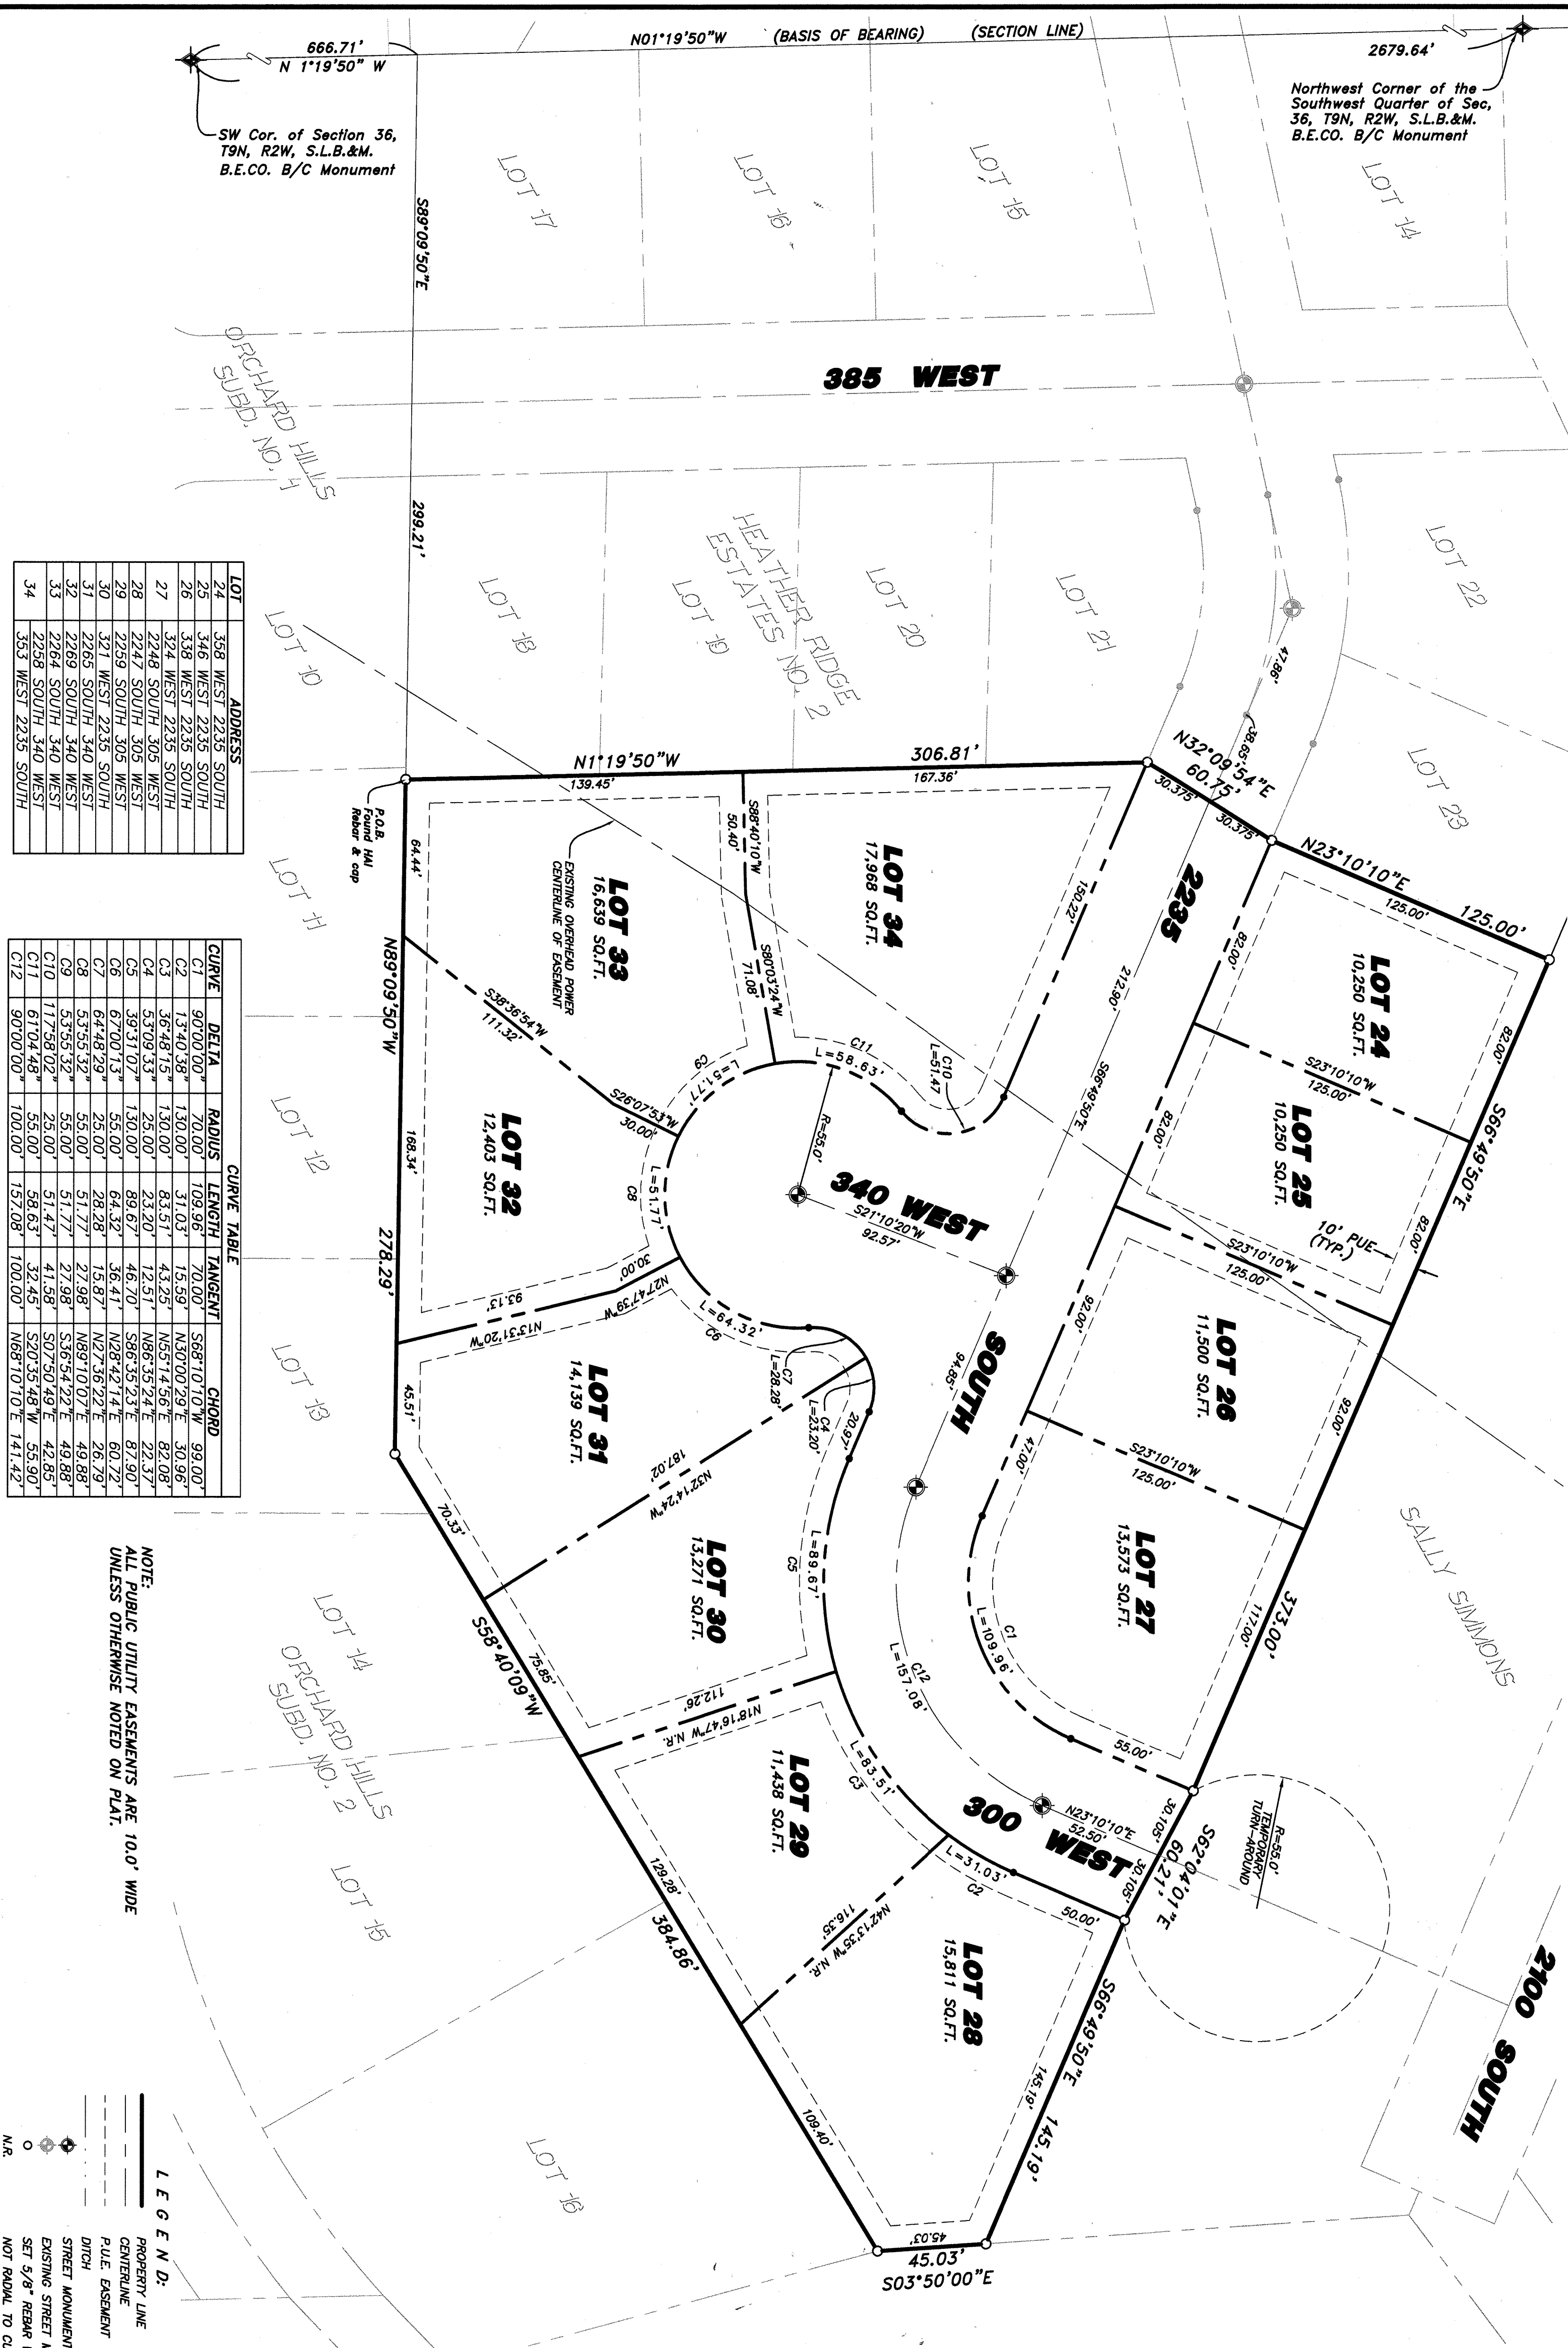 666.71'
N 1°19'50" W
N01°19'50"W (BASIS OF BEARING) (SECTION LINE)
2679.64'
SW Cor. of Section 36,
T9N, R2W, S.L.B.&M.
B.E.CO. B/C Monument
Northwest Corner of the
Southwest Quarter of Sec,
36, T9N, R2W, S.L.B.&M.
B.E.CO. B/C Monument
LOT 17
LOT 16
LOT 15
LOT 14
S89°09'50"E
299.21'
385 WEST
ORCHARD HILLS
SUBD. NO. 4
LOT 18
LOT 19
LOT 20
LOT 21
LOT 22
LOT 23
HEATHER RIDGE
ESTATES NO. 2
47.86'
38.65'
N1°19'50"W
306.81'
139.45'
167.36'
N32°09'54"E
60.75'
30.375'
30.375'
N23°10'10"E
125.00'
125.00'
P.O.B.
Found HAI
Rebar & cap
LOT 24
10,250 SQ.FT.
82.00'
82.00'
S23°10'10"W
125.00'
LOT 25
10,250 SQ.FT.
82.00'
82.00'
10' PUE
(TYP.)
S23°10'10"W
125.00'
S66°49'50"E
373.00'
LOT 26
11,500 SQ.FT.
92.00'
92.00'
S23°10'10"W
125.00'
LOT 27
13,573 SQ.FT.
47.00'
117.00'
C1
L=109.96'
55.00'
SALLY SIMMONS
2235
SOUTH
212.90'
S66°49'50"E
94.85'
LOT 34
17,968 SQ.FT.
150.22'
S88°40'10"W
50.40'
S80°03'24"W
71.08'
C10
L=51.47
C11
L=58.63'
R=55.0'
340 WEST
S21°10'20"W
92.57'
LOT 33
16,639 SQ.FT.
EXISTING OVERHEAD POWER
CENTERLINE OF EASEMENT
64.44'
N89°09'50"W
278.29'
S38°36'54"W
111.32'
S26°07'53"W
30.00'
C9
L=51.77'
LOT 32
12,403 SQ.FT.
168.34'
C8
L=51.77'
30.00'
N27°47'39"W
93.13'
N13°31'20"W
L=64.32'
C6
LOT 31
14,139 SQ.FT.
45.51'
70.33'
C7
L=28.28'
C4
L=23.20'
20.97'
187.02'
N32°14'24"W
LOT 30
13,271 SQ.FT.
L=89.67'
C5
75.85'
S58°40'09"W
384.86'
112.26'
N18°16'47"W N.R.
LOT 29
11,438 SQ.FT.
L=83.51'
C3
129.28'
C12
L=157.08'
N42°13'35"W N.R.
116.35'
LOT 28
15,811 SQ.FT.
L=31.03'
C2
50.00'
109.40'
300 WEST
N23°10'10"E
52.50'
30.105'
30.105'
S62°04'01"E
60.21'
R=55.0'
TEMPORARY
TURN-AROUND
S66°49'50"E
145.19'
145.19'
45.03'
45.03'
S03°50'00"E
2100 SOUTH
LOT 10
LOT 11
LOT 12
LOT 13
LOT 14
ORCHARD HILLS
SUBD. NO. 2
LOT 15
LOT 16
LOT ADDRESS
24 358 WEST 2235 SOUTH
25 346 WEST 2235 SOUTH
26 338 WEST 2235 SOUTH
27 324 WEST 2235 SOUTH
2248 SOUTH 305 WEST
28 2247 SOUTH 305 WEST
29 2259 SOUTH 305 WEST
30 321 WEST 2235 SOUTH
31 2265 SOUTH 340 WEST
32 2269 SOUTH 340 WEST
33 2264 SOUTH 340 WEST
34 2258 SOUTH 340 WEST
353 WEST 2235 SOUTH
CURVE TABLE
CURVE DELTA RADIUS LENGTH TANGENT CHORD
C1 90°00'00" 70.00' 109.96' 70.00' S68°10'10"W 99.00'
C2 13°40'38" 130.00' 31.03' 15.59' N30°00'29"E 30.96'
C3 36°48'15" 130.00' 83.51' 43.25' N55°14'56"E 82.08'
C4 53°09'33" 25.00' 23.20' 12.51' N86°35'24"E 22.37'
C5 39°31'07" 130.00' 89.67' 46.70' S86°35'23"E 87.90'
C6 67°00'13" 55.00' 64.32' 36.41' N28°42'14"E 60.72'
C7 64°48'29" 25.00' 28.28' 15.87' N27°36'22"E 26.79'
C8 53°55'32" 55.00' 51.77' 27.98' N89°10'07"E 49.88'
C9 53°55'32" 55.00' 51.77' 27.98' S36°54'22"E 49.88'
C10 117°58'02" 25.00' 51.47' 41.58' S07°50'49"E 42.85'
C11 61°04'48" 55.00' 58.63' 32.45' S20°35'48"W 55.90'
C12 90°00'00" 100.00' 157.08' 100.00' N68°10'10"E 141.42'
NOTE:
ALL PUBLIC UTILITY EASEMENTS ARE 10.0' WIDE
UNLESS OTHERWISE NOTED ON PLAT.
LEGEND:
PROPERTY LINE
CENTERLINE
P.U.E. EASEMENT
DITCH
STREET MONUMENT
EXISTING STREET
SET 5/8" REBAR
N.R. NOT RADIAL TO